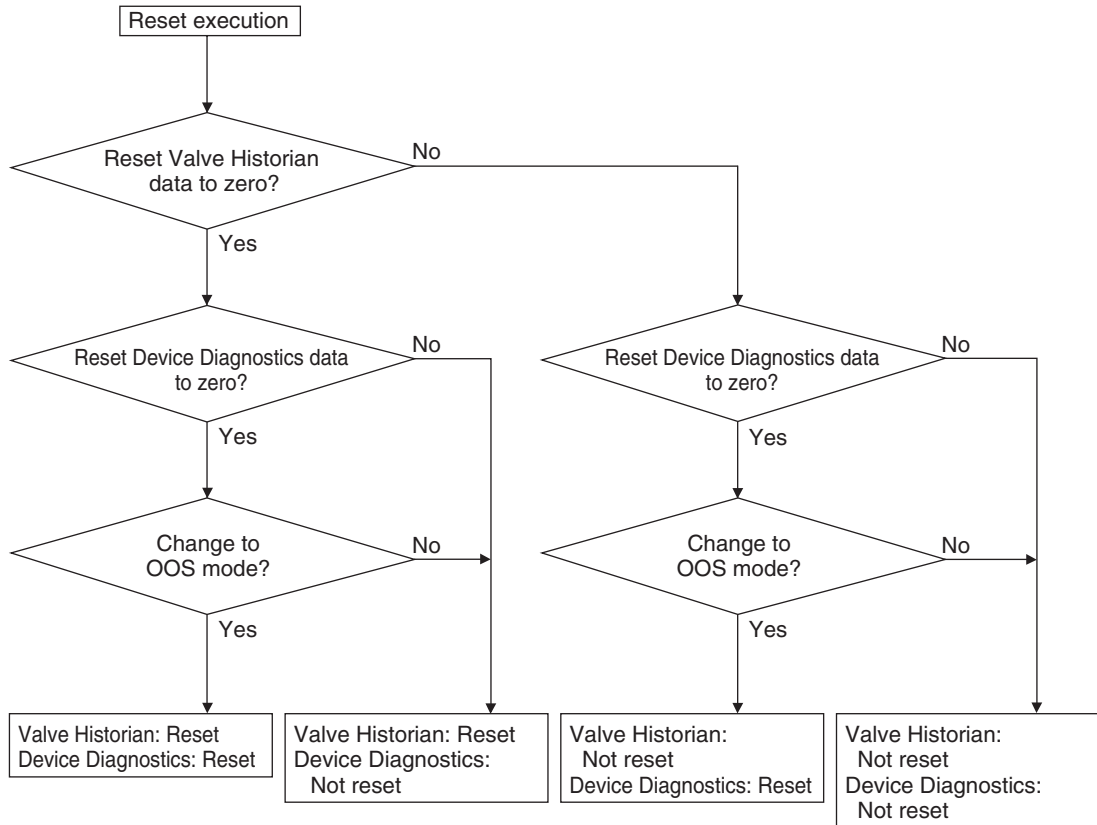 Reset execution
Reset Valve Historian
data to zero?
No
Yes
Reset Device Diagnostics data
to zero?
No
Yes
Reset Device Diagnostics data
to zero?
No
Yes
Change to
OOS mode?
No
Yes
Change to
OOS mode?
No
Yes
Valve Historian: Reset
Device Diagnostics: Reset
Valve Historian: Reset
Device Diagnostics:
Not reset
Valve Historian:
Not reset
Device Diagnostics: Reset
Valve Historian:
Not reset
Device Diagnostics:
Not reset